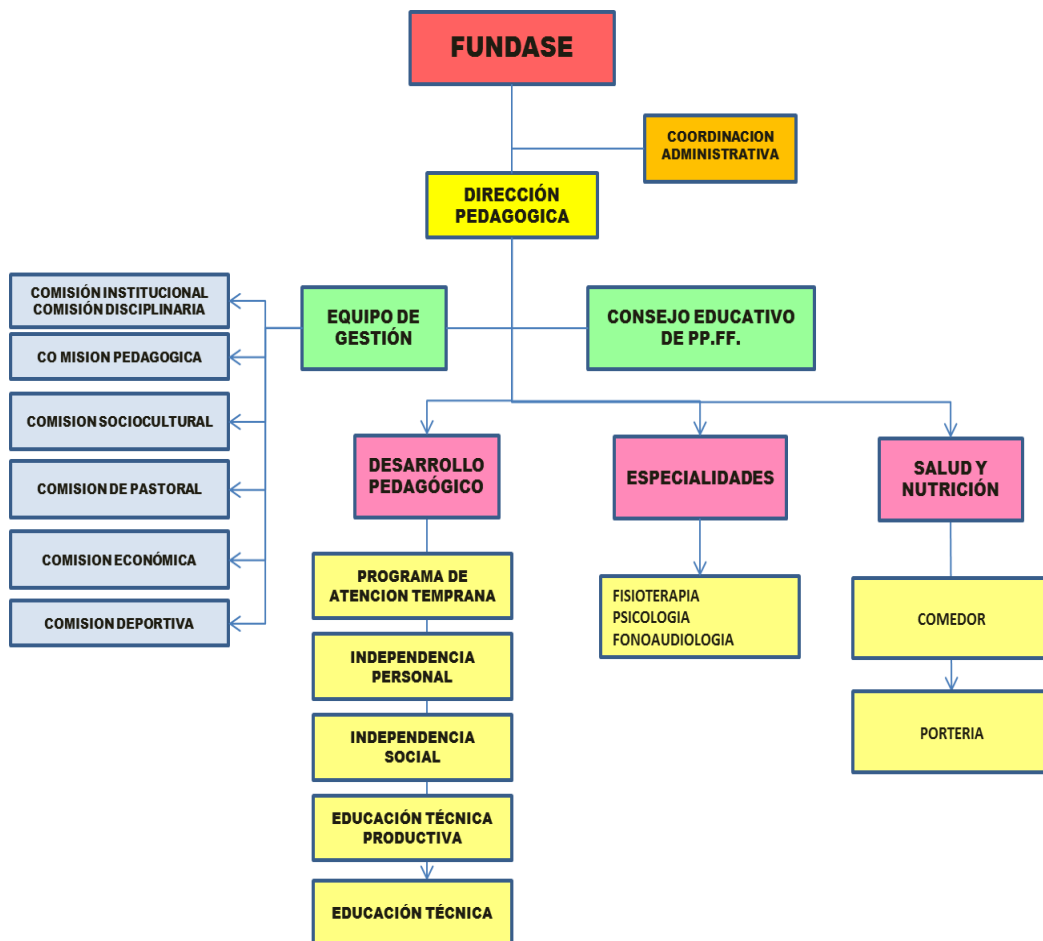 FUNDASE
COORDINACION
ADMINISTRATIVA
DIRECCIÓN
PEDAGOGICA
COMISIÓN INSTITUCIONAL
COMISIÓN DISCIPLINARIA
CO MISION PEDAGOGICA
COMISION SOCIOCULTURAL
COMISION DE PASTORAL
COMISION ECONÓMICA
COMISION DEPORTIVA
EQUIPO DE
GESTIÓN
CONSEJO EDUCATIVO
DE PP.FF.
DESARROLLO
PEDAGÓGICO
PROGRAMA DE
ATENCION TEMPRANA
INDEPENDENCIA
PERSONAL
INDEPENDENCIA
SOCIAL
EDUCACIÓN TÉCNICA
PRODUCTIVA
EDUCACIÓN TÉCNICA
ESPECIALIDADES
FISIOTERAPIA
PSICOLOGIA
FONOAUDIOLOGIA
SALUD Y
NUTRICIÓN
COMEDOR
PORTERIA